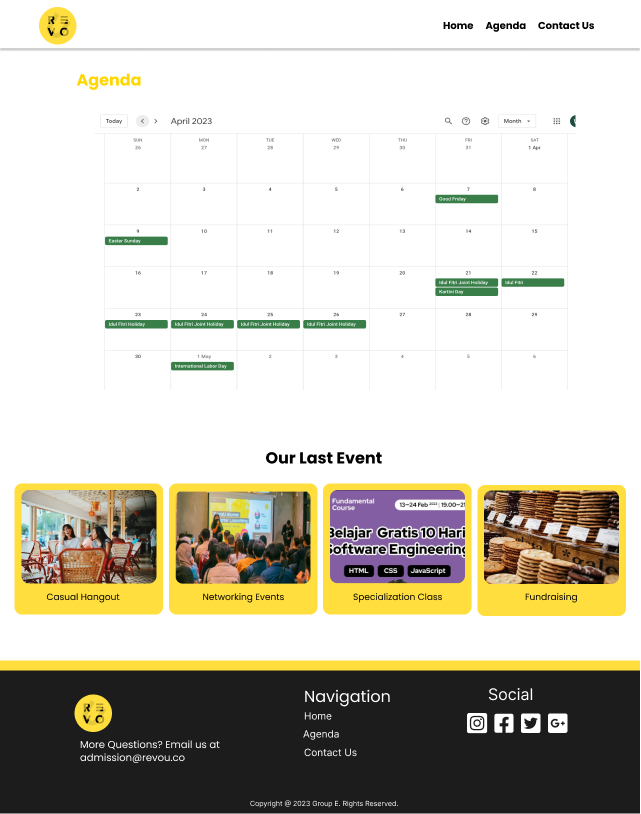 RE
VO
Home Agenda Contact Us
Agenda
Today April 2023 Month
SUN MON TUE WED THU FRI SAT
26 27 28 29 30 31 1 Apr
2 3 4 5 6 7 8
Good Friday
9 10 11 12 13 14 15
Easter Sunday
16 17 18 19 20 21 22
Idul Fitri Joint Holiday Idul Fitri
Kartini Day
23 24 25 26 27 28 29
Idul Fitri Holiday Idul Fitri Joint Holiday Idul Fitri Joint Holiday Idul Fitri Joint Holiday
30 1 May 2 3 4 5 6
International Labor Day
Our Last Event
Fundamental
Course
13–24 Feb 2023 | 19.00–21
Belajar Gratis 10 Hari
Software Engineering
HTML CSS JavaScript
Casual Hangout Networking Events Specialization Class Fundraising
RE
VO
More Questions? Email us at
admission@revou.co
Navigation
Home
Agenda
Contact Us
Social
G+
Copyright @ 2023 Group E. Rights Reserved.